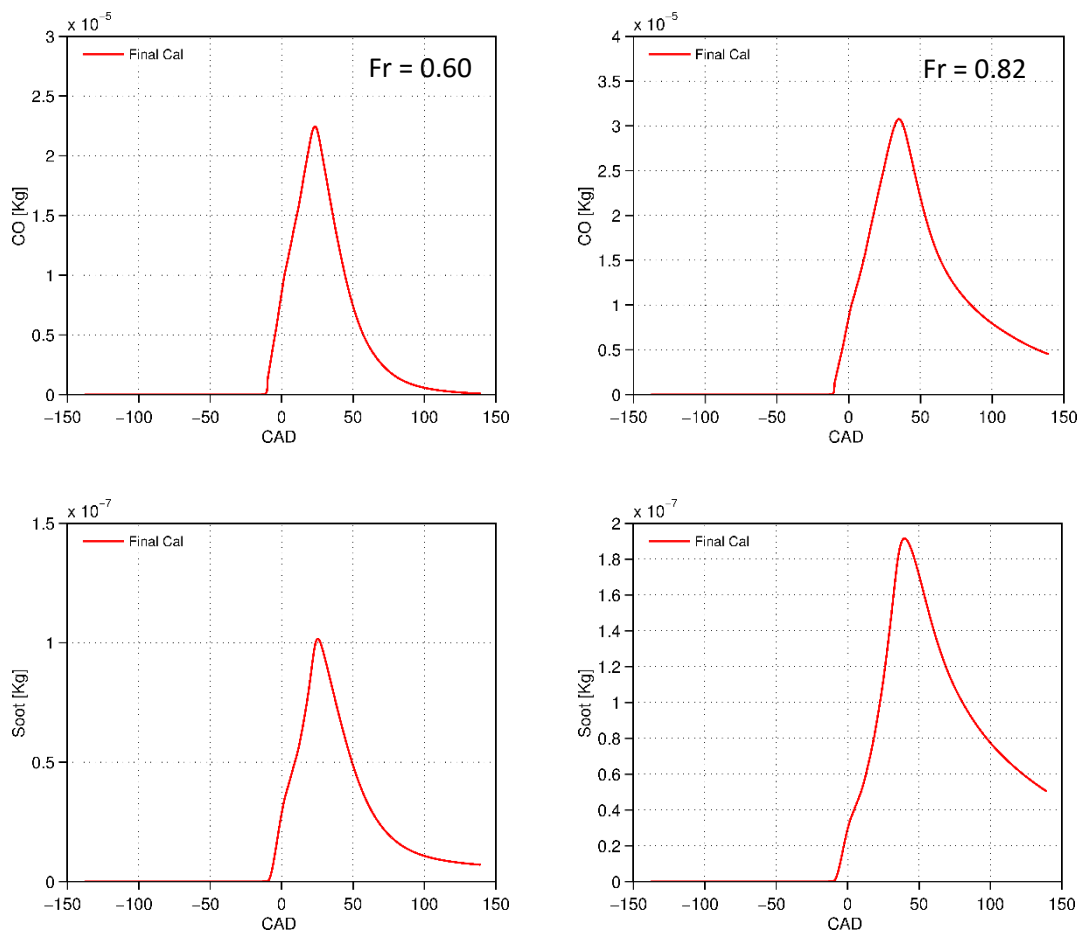 x 10⁻⁵
3
2.5
2
1.5
1
0.5
0
CO [Kg]
Final Cal
Fr = 0.60
−150 −100 −50 0 50 100 150
CAD
x 10⁻⁵
4
3.5
3
2.5
2
1.5
1
0.5
0
CO [Kg]
Final Cal
Fr = 0.82
−150 −100 −50 0 50 100 150
CAD
x 10⁻⁷
1.5
1
0.5
0
Soot [Kg]
Final Cal
−150 −100 −50 0 50 100 150
CAD
x 10⁻⁷
2
1.8
1.6
1.4
1.2
1
0.8
0.6
0.4
0.2
0
Soot [Kg]
Final Cal
−150 −100 −50 0 50 100 150
CAD